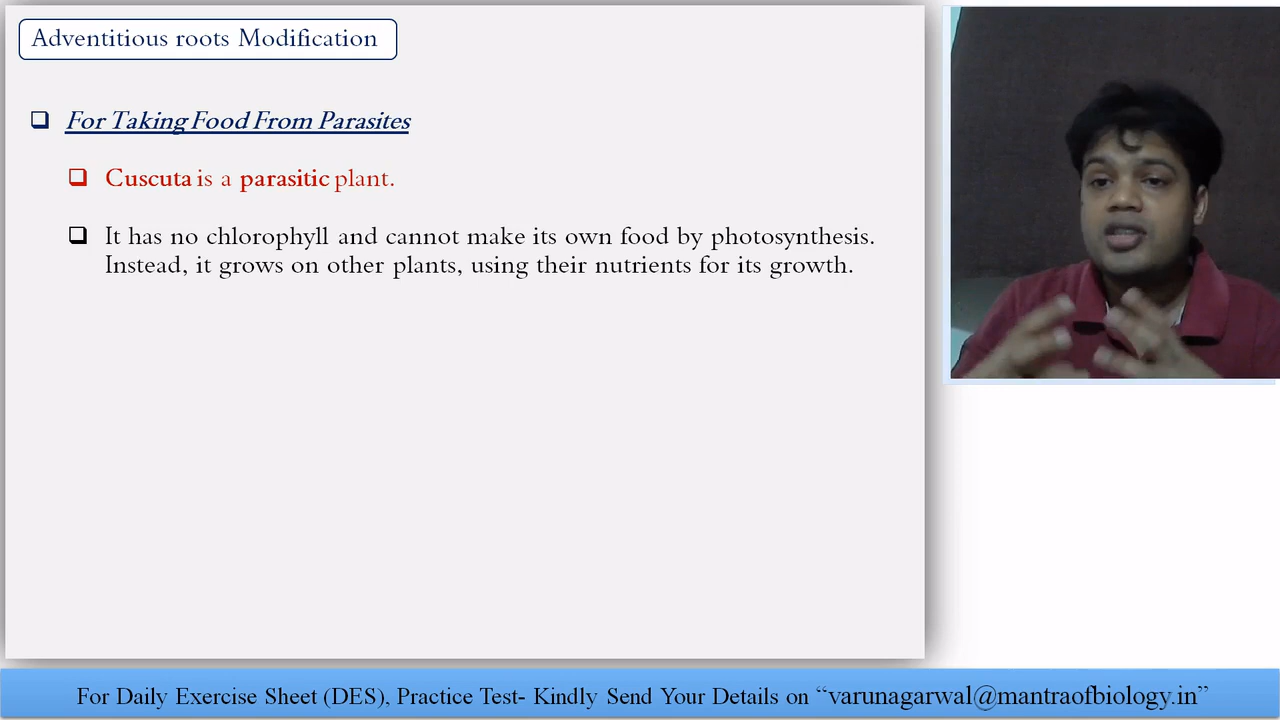 Adventitious roots Modification
For Taking Food From Parasites
Cuscuta is a parasitic plant.
It has no chlorophyll and cannot make its own food by photosynthesis.
Instead, it grows on other plants, using their nutrients for its growth.
For Daily Exercise Sheet (DES), Practice Test- Kindly Send Your Details on “varunagarwal@mantraofbiology.in”